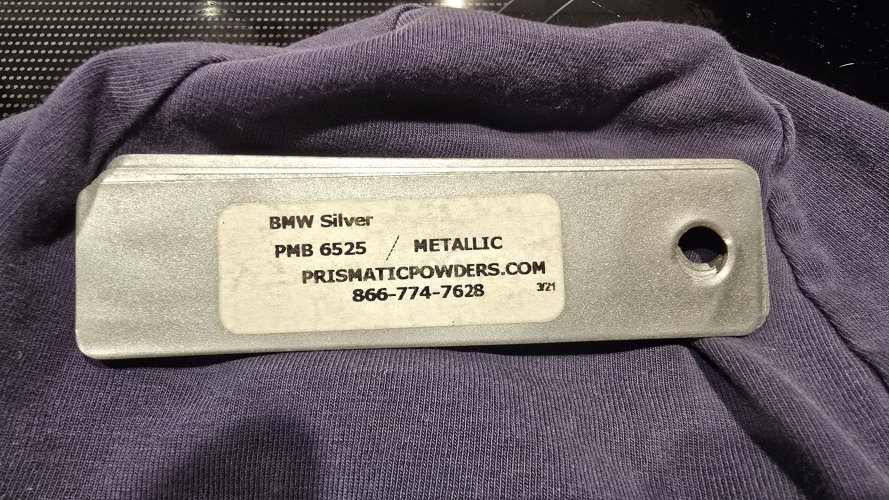 BMW Silver
PMB 6525 / METALLIC
PRISMATICPOWDERS.COM
866-774-7628 3/21